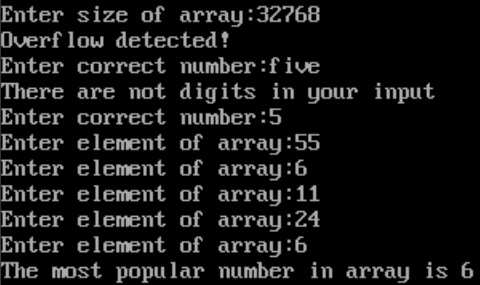 Enter size of array:32768
Overflow detected!
Enter correct number:five
There are not digits in your input
Enter correct number:5
Enter element of array:55
Enter element of array:6
Enter element of array:11
Enter element of array:24
Enter element of array:6
The most popular number in array is 6